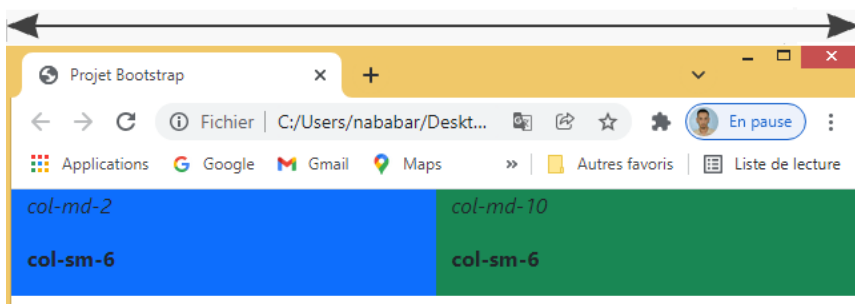 Projet Bootstrap
Fichier C:/Users/nababar/Deskt... En pause
Applications Google Gmail Maps » Autres favoris Liste de lecture
col-md-2 col-md-10
col-sm-6 col-sm-6